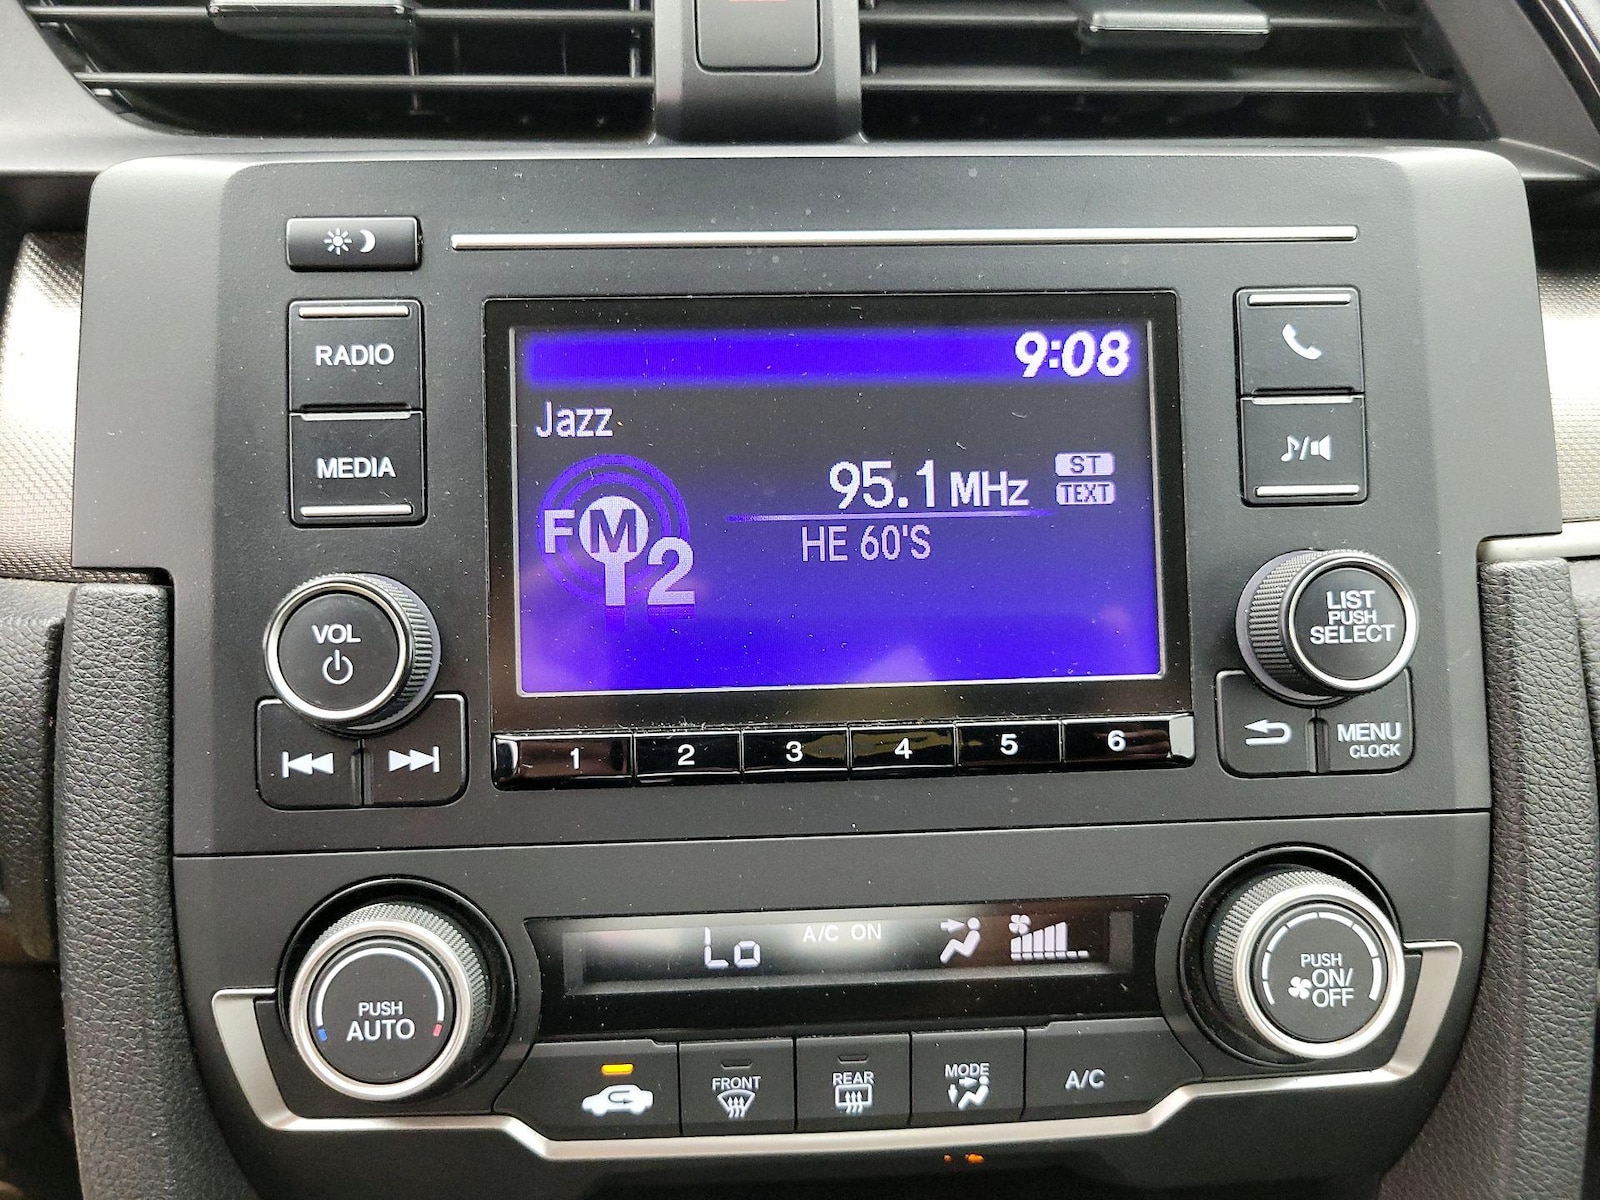 9:08
RADIO
Jazz
95.1 MHz
ST
TEXT
MEDIA
FM 2
HE 60'S
VOL
LIST
PUSH
SELECT
1 2 3 4 5 6
MENU
CLOCK
Lo
A/C ON
PUSH
AUTO
PUSH
ON/
OFF
FRONT
REAR
MODE
A/C